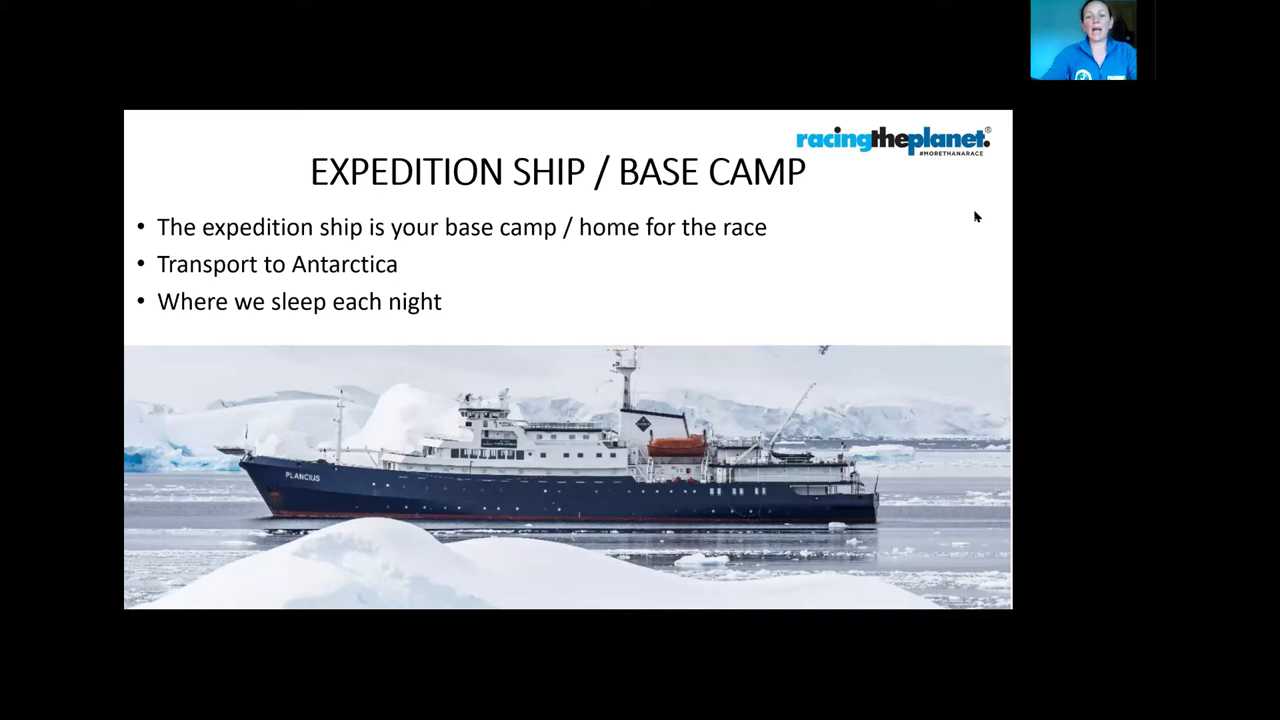 racingtheplanet.®
#MORETHANARACE
EXPEDITION SHIP / BASE CAMP
• The expedition ship is your base camp / home for the race
• Transport to Antarctica
• Where we sleep each night
PLANCIUS